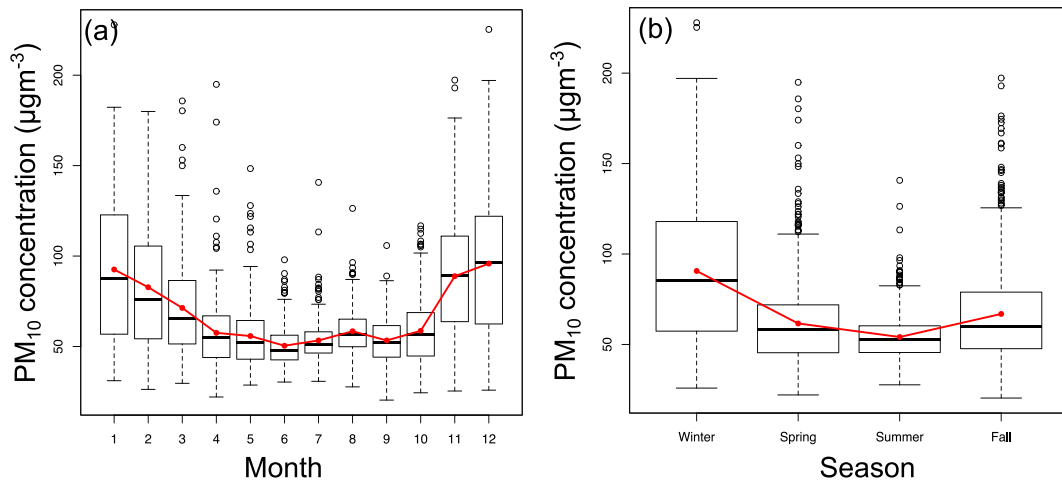 (a)
PM10 concentration (µgm-3)
200
150
100
50
1 2 3 4 5 6 7 8 9 10 11 12
Month
(b)
PM10 concentration (µgm-3)
200
150
100
50
Winter Spring Summer Fall
Season